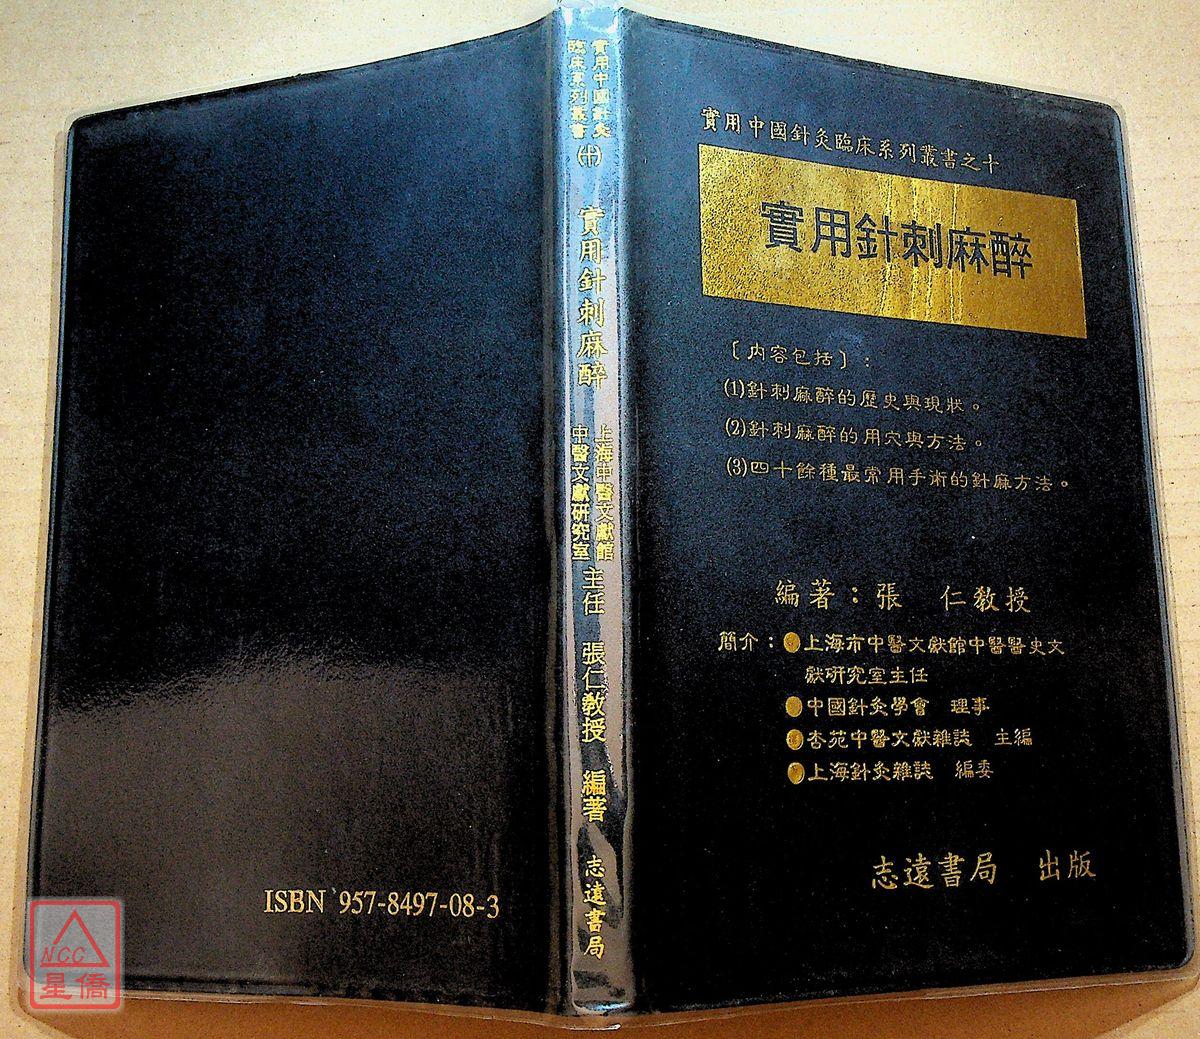 實用中國針灸臨床系列叢書之十
實用針刺麻醉
〔內容包括〕：
⑴針刺麻醉的歷史與現狀。
⑵針刺麻醉的用穴與方法。
⑶四十餘種最常用手術的針麻方法。
編著：張　仁教授
簡介：●上海市中醫文獻館中醫醫史文
獻研究室主任
●中國針灸學會　理事
●杏苑中醫文獻雜誌　主編
●上海針灸雜誌　編委
志遠書局　出版
實用中國針灸
臨床系列叢書
(十)
實用針刺麻醉
上海中醫文獻館
中醫文獻研究室
主任　張仁教授　編著
志遠書局
ISBN 957-8497-08-3
NCC
星僑